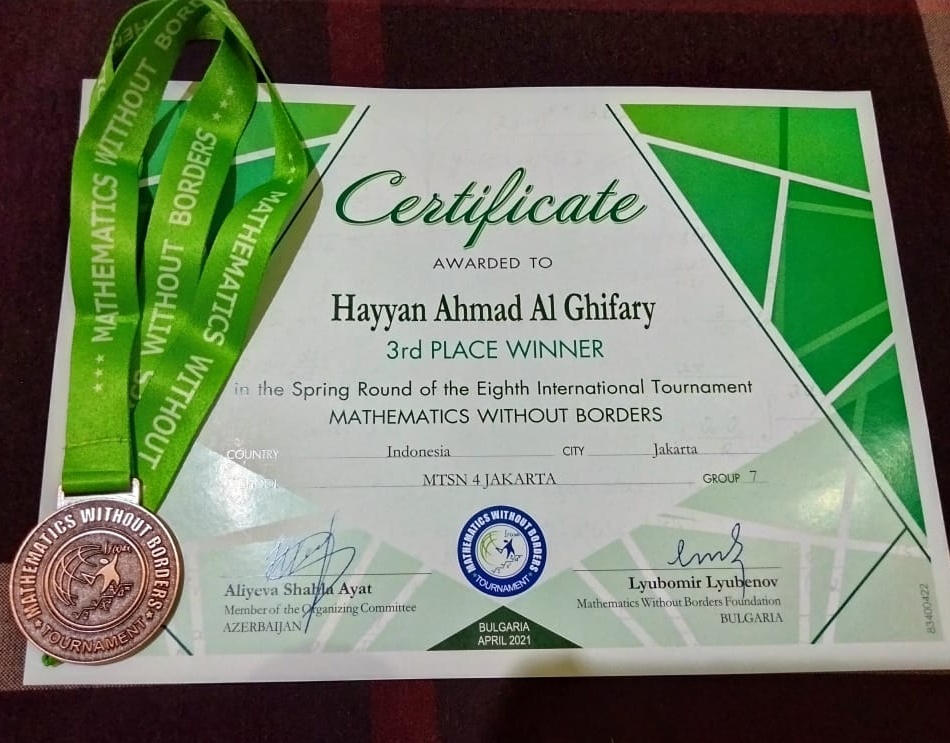 MATHEMATICS WITHOUT BORDERS
WITHOUT BORDERS
MATHEMATICS WITHOUT
Certificate
AWARDED TO
Hayyan Ahmad Al Ghifary
3rd PLACE WINNER
in the Spring Round of the Eighth International Tournament
MATHEMATICS WITHOUT BORDERS
COUNTRY Indonesia CITY Jakarta
MTSN 4 JAKARTA GROUP 7
MATHEMATICS WITHOUT BORDERS
TOURNAMENT
MATHEMATICS WITHOUT BORDERS
TOURNAMENT
Aliyeva Shahla Ayat
Member of the Organizing Committee
AZERBAIJAN
Lyubomir Lyubenov
Mathematics Without Borders Foundation
BULGARIA
BULGARIA
APRIL 2021
83400422